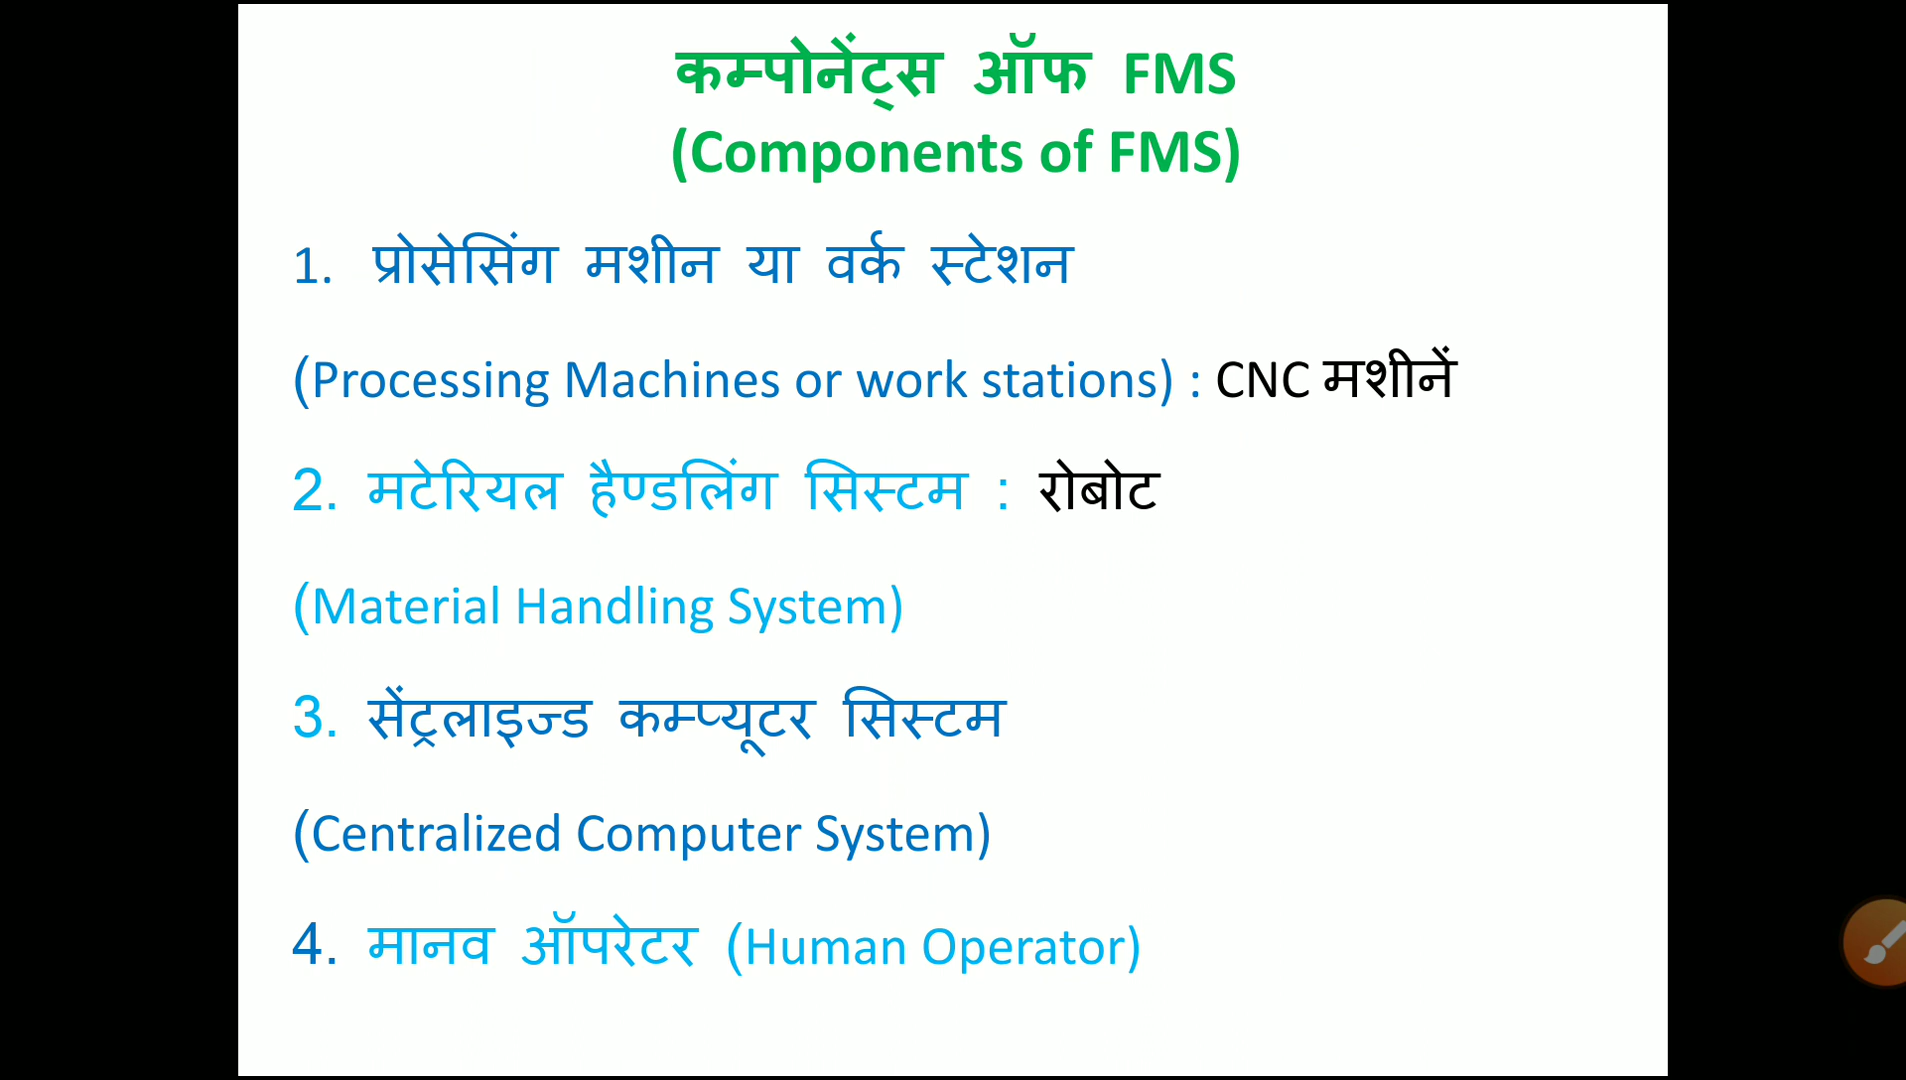 कम्पोनेंट्स ऑफ FMS
(Components of FMS)
1. प्रोसेसिंग मशीन या वर्क स्टेशन
(Processing Machines or work stations) : CNC मशीनें
2. मटेरियल हैण्डलिंग सिस्टम : रोबोट
(Material Handling System)
3. सेंट्रलाइज्ड कम्प्यूटर सिस्टम
(Centralized Computer System)
4. मानव ऑपरेटर (Human Operator)